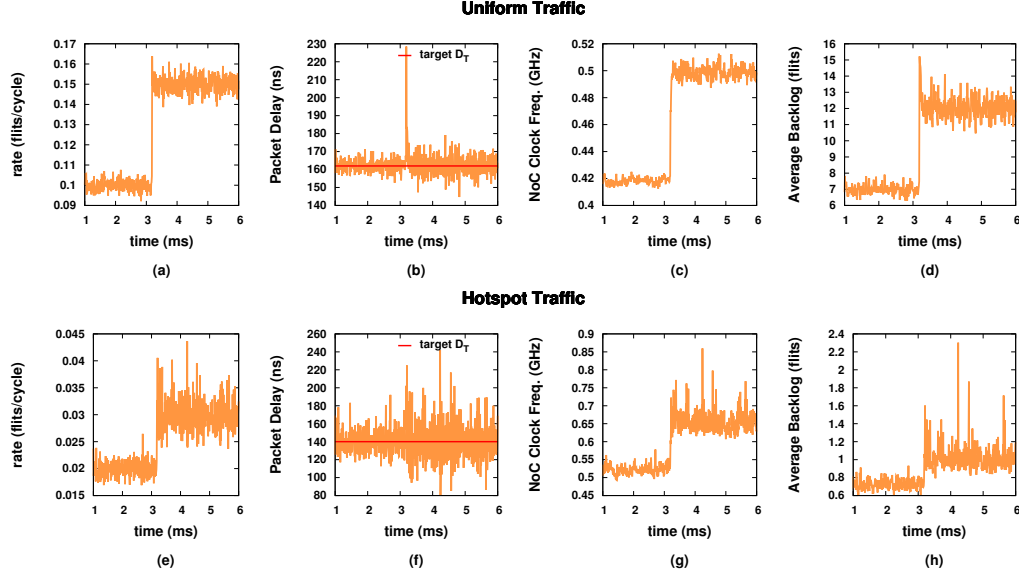 Uniform Traffic
rate (flits/cycle)
0.17
0.16
0.15
0.14
0.13
0.12
0.11
0.1
0.09
1 2 3 4 5 6
time (ms)
(a)
Packet Delay (ns)
230
220
210
200
190
180
170
160
150
140
target D_T
1 2 3 4 5 6
time (ms)
(b)
NoC Clock Freq. (GHz)
0.52
0.5
0.48
0.46
0.44
0.42
0.4
1 2 3 4 5 6
time (ms)
(c)
Average Backlog (flits)
16
15
14
13
12
11
10
9
8
7
6
1 2 3 4 5 6
time (ms)
(d)
Hotspot Traffic
rate (flits/cycle)
0.045
0.04
0.035
0.03
0.025
0.02
0.015
1 2 3 4 5 6
time (ms)
(e)
Packet Delay (ns)
260
240
220
200
180
160
140
120
100
80
target D_T
1 2 3 4 5 6
time (ms)
(f)
NoC Clock Freq. (GHz)
0.9
0.85
0.8
0.75
0.7
0.65
0.6
0.55
0.5
0.45
1 2 3 4 5 6
time (ms)
(g)
Average Backlog (flits)
2.4
2.2
2
1.8
1.6
1.4
1.2
1
0.8
0.6
1 2 3 4 5 6
time (ms)
(h)